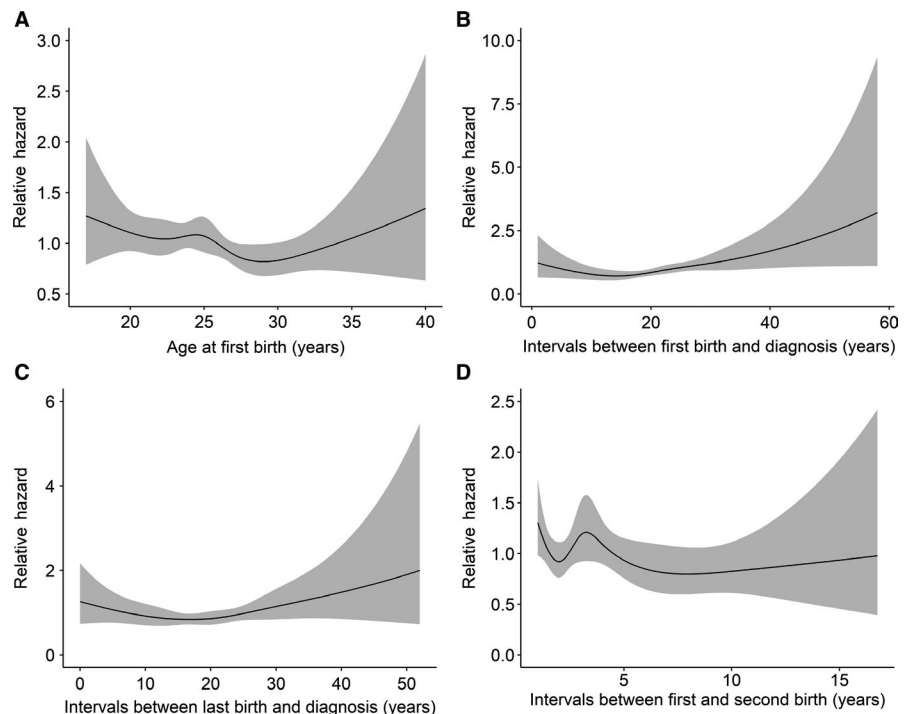 A
3.0
2.5
2.0
1.5
1.0
0.5
Relative hazard
20 25 30 35 40
Age at first birth (years)
B
10.0
7.5
5.0
2.5
0.0
Relative hazard
0 20 40 60
Intervals between first birth and diagnosis (years)
C
6
4
2
0
Relative hazard
0 10 20 30 40 50
Intervals between last birth and diagnosis (years)
D
2.5
2.0
1.5
1.0
0.5
0.0
Relative hazard
5 10 15
Intervals between first and second birth (years)